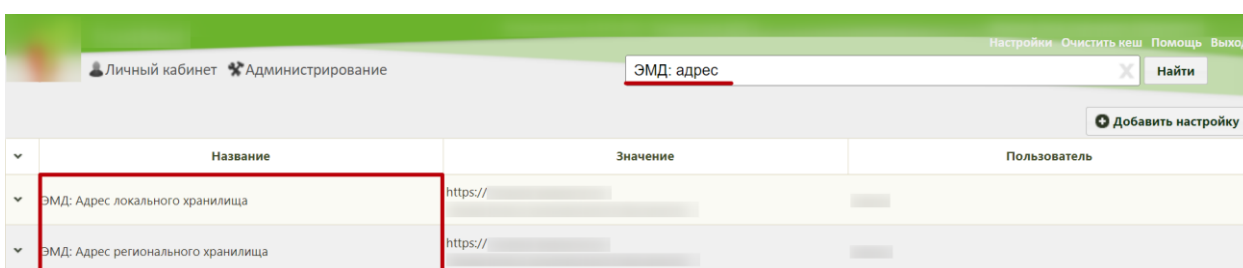 Настройки Очистить кеш Помощь Выход
Личный кабинет Администрирование
ЭМД: адрес
Найти
Добавить настройку
Название Значение Пользователь
ЭМД: Адрес локального хранилища https://
ЭМД: Адрес регионального хранилища https://